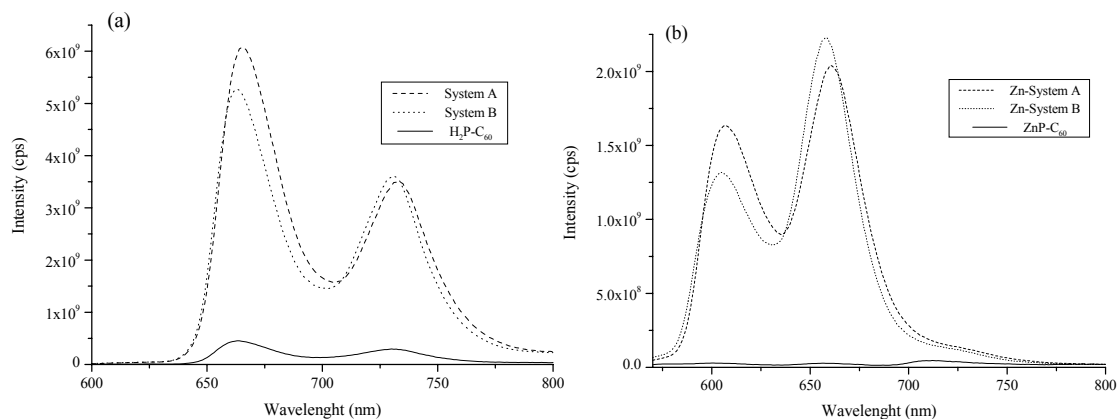 (a)
Intensity (cps)
6x10⁹
5x10⁹
4x10⁹
3x10⁹
2x10⁹
1x10⁹
0
System A
System B
H₂P-C₆₀
600 650 700 750 800
Wavelenght (nm)
(b)
Intensity (cps)
2.0x10⁹
1.5x10⁹
1.0x10⁹
5.0x10⁸
0.0
Zn-System A
Zn-System B
ZnP-C₆₀
600 650 700 750 800
Wavelenght (nm)